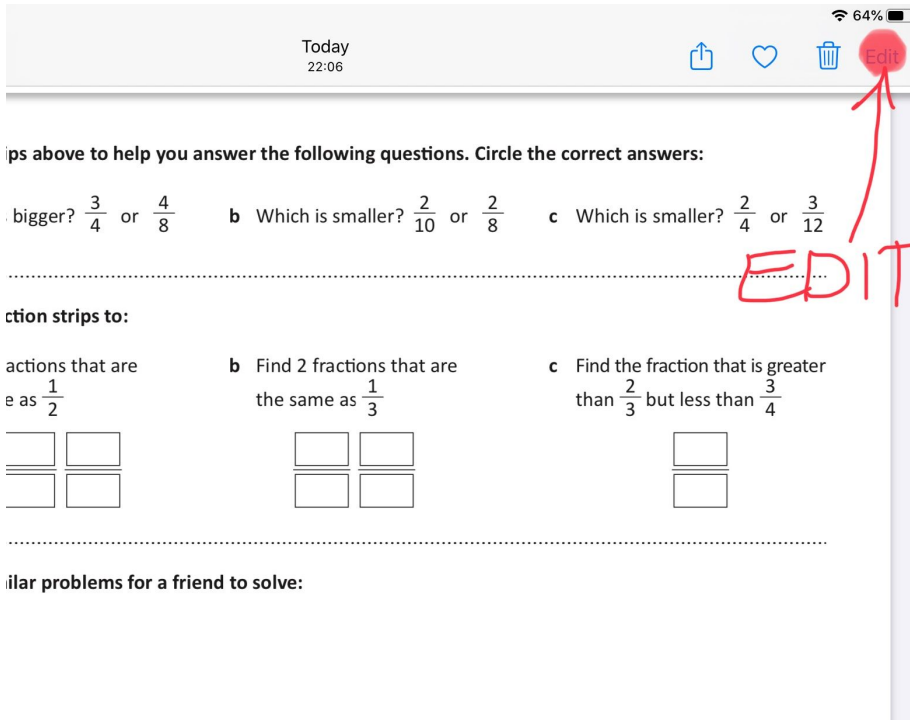 64%
Today
22:06
Edit
ips above to help you answer the following questions. Circle the correct answers:
bigger? 3/4 or 4/8 b Which is smaller? 2/10 or 2/8 c Which is smaller? 2/4 or 3/12
EDIT
ction strips to:
actions that are
e as 1/2
b Find 2 fractions that are
the same as 1/3
c Find the fraction that is greater
than 2/3 but less than 3/4
ilar problems for a friend to solve: